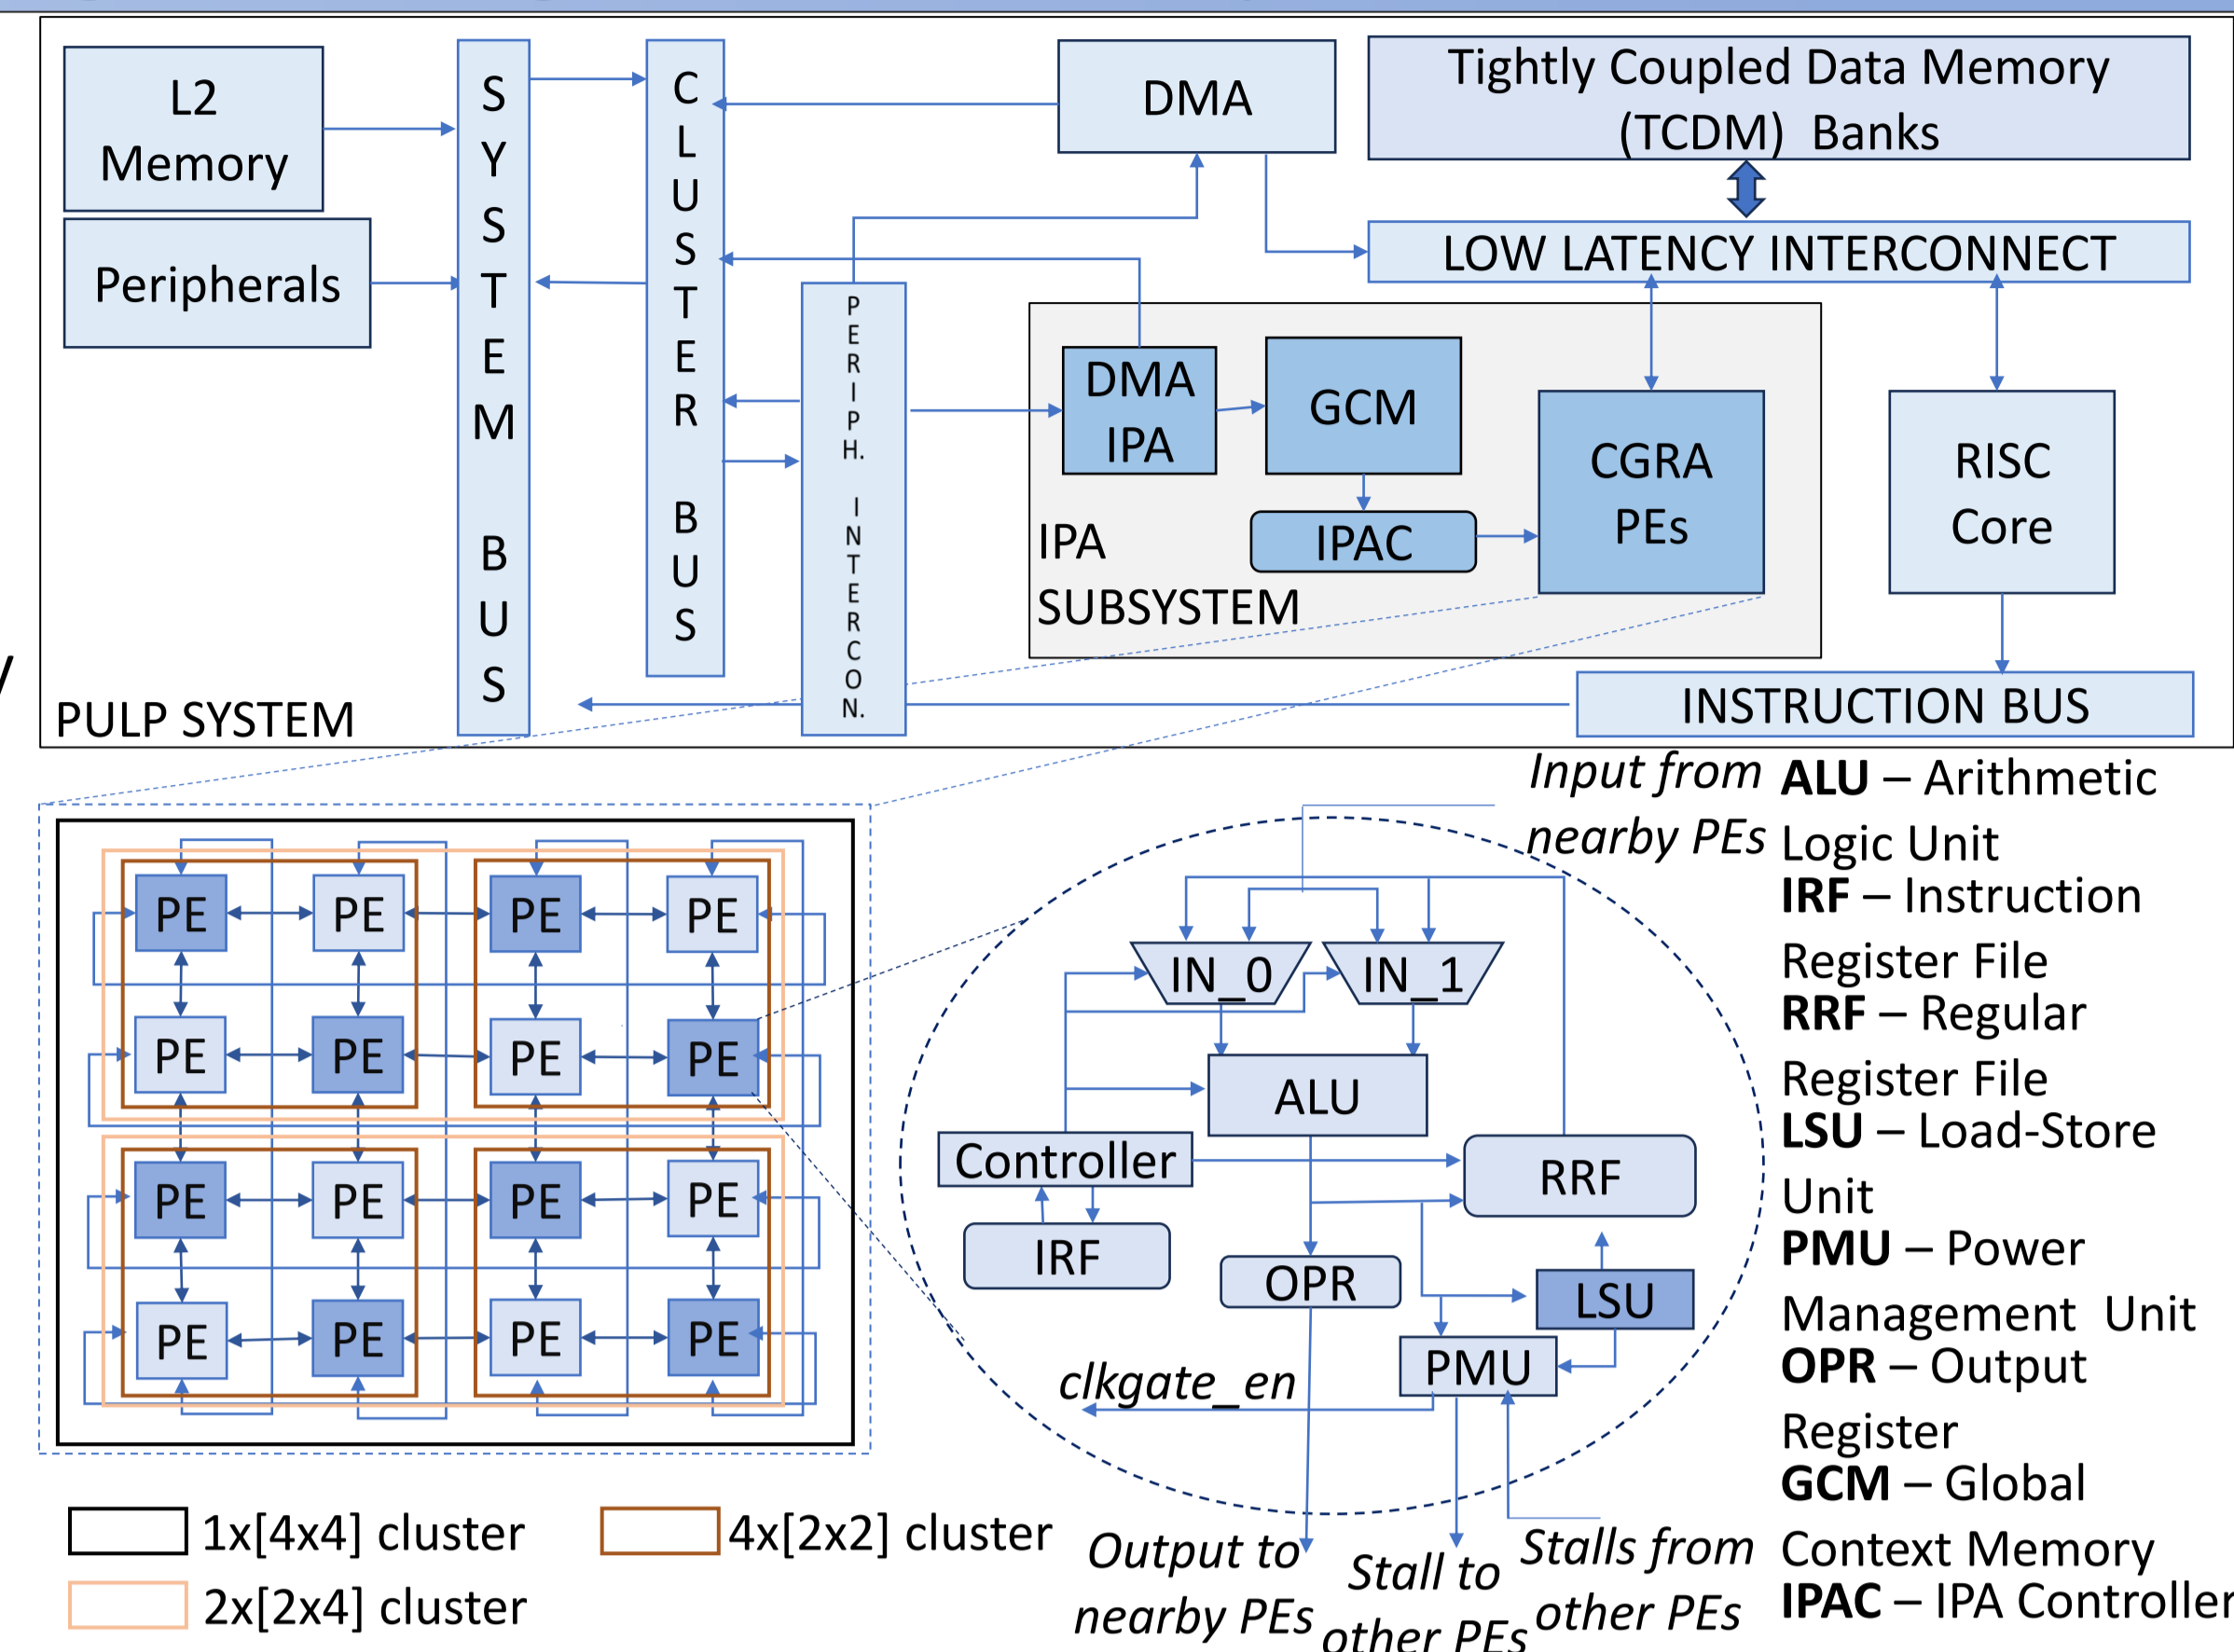 L2
Memory
Peripherals
SYSTEM BUS
CLUSTER BUS
PERIPH. INTERCON.
DMA
Tightly Coupled Data Memory
(TCDM) Banks
LOW LATENCY INTERCONNECT
DMA
IPA
GCM
IPAC
CGRA
PEs
RISC
Core
IPA
SUBSYSTEM
PULP SYSTEM
INSTRUCTION BUS
PE PE PE PE
PE PE PE PE
PE PE PE PE
PE PE PE PE
1x[4x4] cluster
4x[2x2] cluster
2x[2x4] cluster
Input from
nearby PEs
IN_0
IN_1
ALU
Controller
RRF
IRF
OPR
LSU
PMU
clkgate_en
Output to
nearby PEs
Stall to
other PEs
Stalls from
other PEs
ALU – Arithmetic
Logic Unit
IRF – Instruction
Register File
RRF – Regular
Register File
LSU – Load-Store
Unit
PMU – Power
Management Unit
OPR – Output
Register
GCM – Global
Context Memory
IPAC – IPA Controller